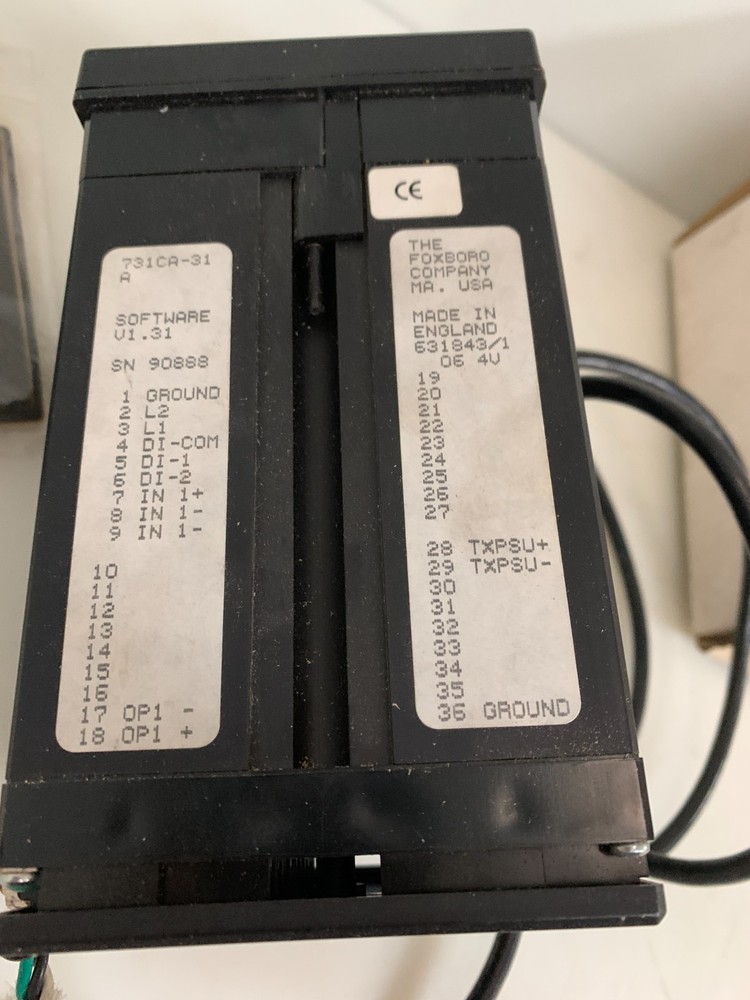 731CA-31
A
SOFTWARE
V1.31
SN 90888
1 GROUND
2 L2
3 L1
4 DI-COM
5 DI-1
6 DI-2
7 IN 1+
8 IN 1-
9 IN 1-
10
11
12
13
14
15
16
17 OP1 -
18 OP1 +
CE
THE
FOXBORO
COMPANY
MA. USA
MADE IN
ENGLAND
631843/1
06 4V
19
20
21
22
23
24
25
26
27
28 TXPSU+
29 TXPSU-
30
31
32
33
34
35
36 GROUND